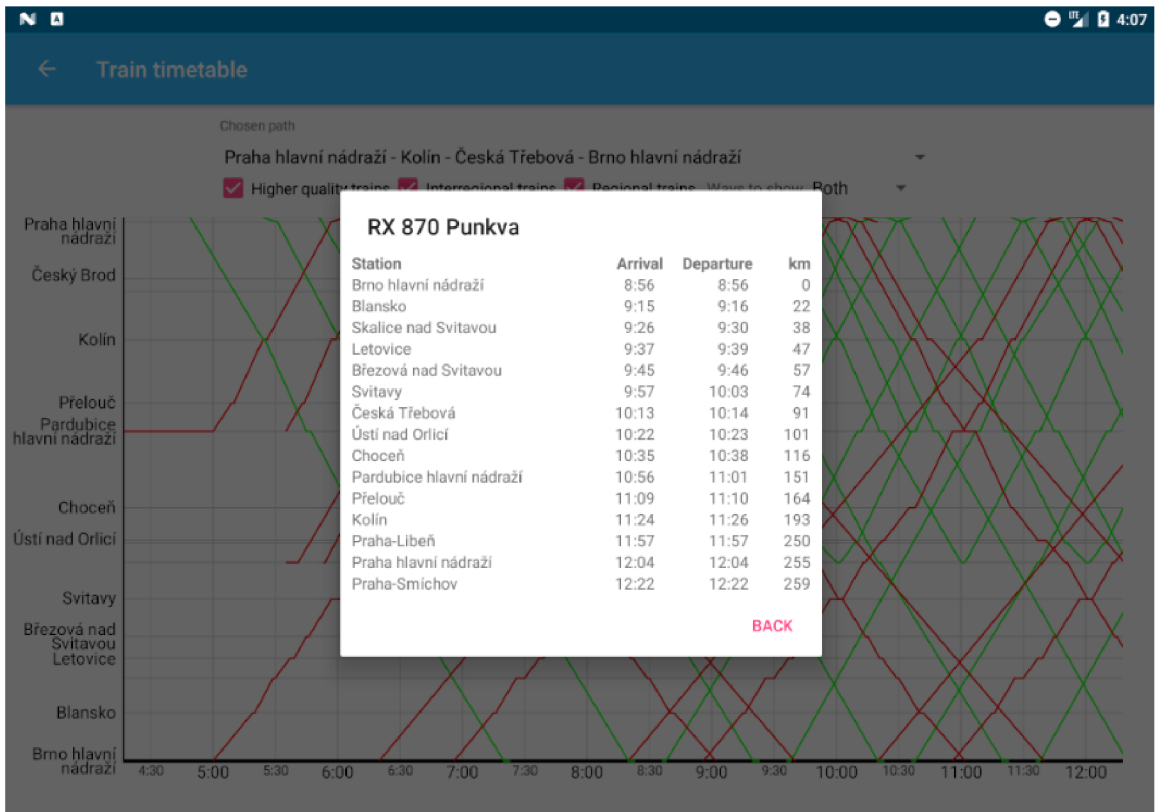 N A LTE 4:07
← Train timetable
Chosen path
Praha hlavní nádraží - Kolín - Česká Třebová - Brno hlavní nádraží
Higher quality trains Interregional trains Regional trains Ways to show Both
RX 870 Punkva
Station Arrival Departure km
Brno hlavní nádraží 8:56 8:56 0
Blansko 9:15 9:16 22
Skalice nad Svitavou 9:26 9:30 38
Letovice 9:37 9:39 47
Březová nad Svitavou 9:45 9:46 57
Svitavy 9:57 10:03 74
Česká Třebová 10:13 10:14 91
Ústí nad Orlicí 10:22 10:23 101
Choceň 10:35 10:38 116
Pardubice hlavní nádraží 10:56 11:01 151
Přelouč 11:09 11:10 164
Kolín 11:24 11:26 193
Praha-Libeň 11:57 11:57 250
Praha hlavní nádraží 12:04 12:04 255
Praha-Smíchov 12:22 12:22 259
BACK
Praha hlavní
nádraží
Český Brod
Kolín
Přelouč
Pardubice
hlavní nádraží
Choceň
Ústí nad Orlicí
Svitavy
Březová nad
Svitavou
Letovice
Blansko
Brno hlavní
nádraží
4:30 5:00 5:30 6:00 6:30 7:00 7:30 8:00 8:30 9:00 9:30 10:00 10:30 11:00 11:30 12:00